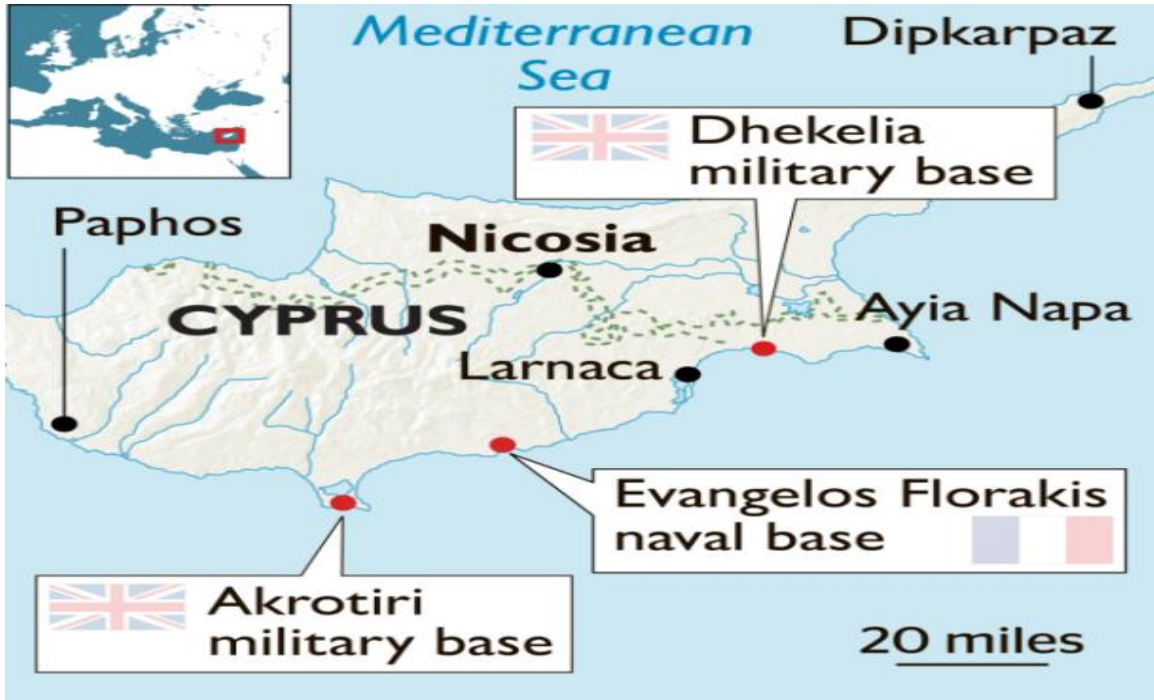 Mediterranean
Sea
Dipkarpaz
Dhekelia
military base
Paphos
Nicosia
CYPRUS
Ayia Napa
Larnaca
Evangelos Florakis
naval base
Akrotiri
military base
20 miles